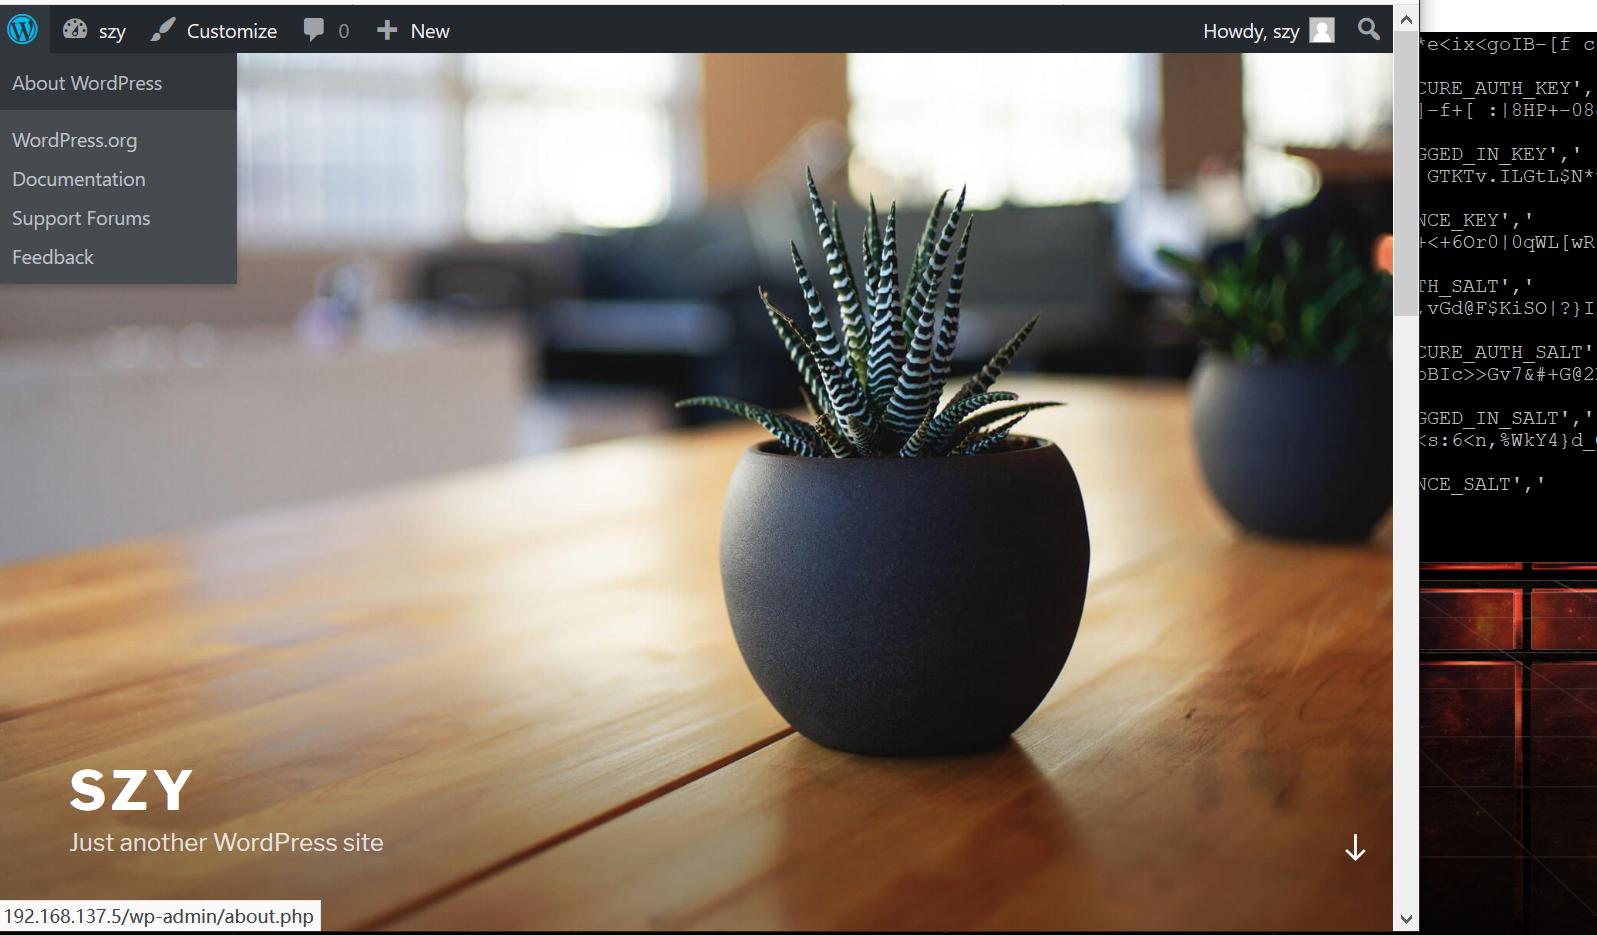 szy
Customize
0
New
Howdy, szy
About WordPress
WordPress.org
Documentation
Support Forums
Feedback
SZY
Just another WordPress site
192.168.137.5/wp-admin/about.php
*e<ix<goIB-[f c
CURE_AUTH_KEY',
]-f+[ :|8HP+-08
GGED_IN_KEY','
GTKTv.ILGtL$N*
NCE_KEY','
+<+6Or0|0qWL[wR
TH_SALT','
.vGd@F$KiSO|?}I
CURE_AUTH_SALT'
BIc>>Gv7&#+G@2
GGED_IN_SALT','
<s:6<n,%WkY4}d_
NCE_SALT','